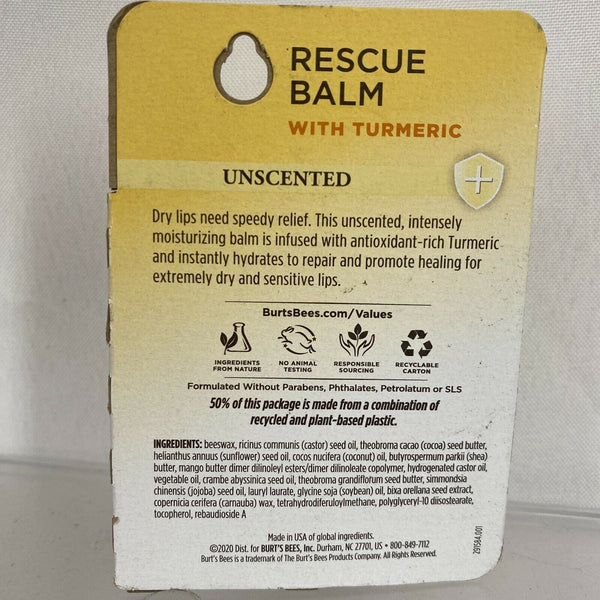 RESCUE
BALM
WITH TURMERIC
UNSCENTED
Dry lips need speedy relief. This unscented, intensely
moisturizing balm is infused with antioxidant-rich Turmeric
and instantly hydrates to repair and promote healing for
extremely dry and sensitive lips.
BurtsBees.com/Values
INGREDIENTS
FROM NATURE
NO ANIMAL
TESTING
RESPONSIBLE
SOURCING
RECYCLABLE
CARTON
Formulated Without Parabens, Phthalates, Petrolatum or SLS
50% of this package is made from a combination of
recycled and plant-based plastic.
INGREDIENTS: beeswax, ricinus communis (castor) seed oil, theobroma cacao (cocoa) seed butter,
helianthus annuus (sunflower) seed oil, cocos nucifera (coconut) oil, butyrospermum parkii (shea)
butter, mango butter dimer dilinoleyl esters/dimer dilinoleate copolymer, hydrogenated castor oil,
vegetable oil, crambe abyssinica seed oil, theobroma grandiflorum seed butter, simmondsia
chinensis (jojoba) seed oil, lauryl laurate, glycine soja (soybean) oil, bixa orellana seed extract,
copernicia cerifera (carnauba) wax, tetrahydrodiferuloylmethane, polyglyceryl-10 diisostearate,
tocopherol, rebaudioside A
Made in USA of global ingredients.
©2020 Dist. for BURT'S BEES, Inc. Durham, NC 27701, US • 800-849-7112
Burt's Bees is a trademark of The Burt's Bees Products Company. All Rights Reserved.
291584.001